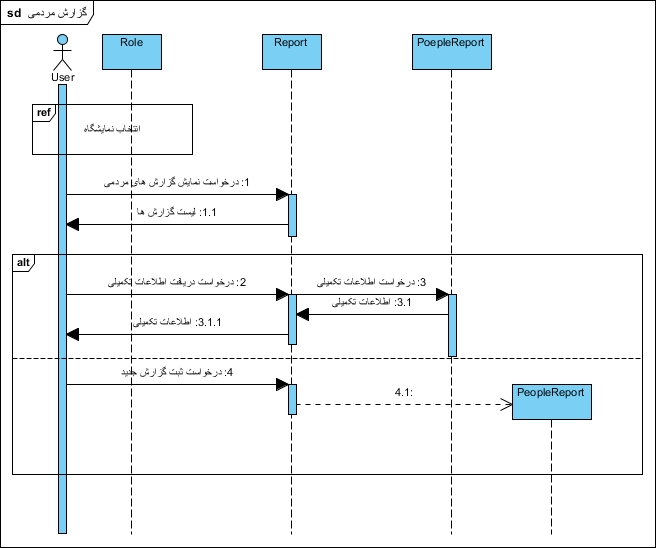 sd گزارش مردمی
Role
Report
PoepleReport
User
ref
انتخاب نمایشگاه
1: درخواست نمایش گزارش های مردمی
1.1: لیست گزارش ها
alt
2: درخواست دریافت اطلاعات تکمیلی
3: درخواست اطلاعات تکمیلی
3.1: اطلاعات تکمیلی
3.1.1: اطلاعات تکمیلی
4: درخواست ثبت گزارش جدید
4.1:
PeopleReport